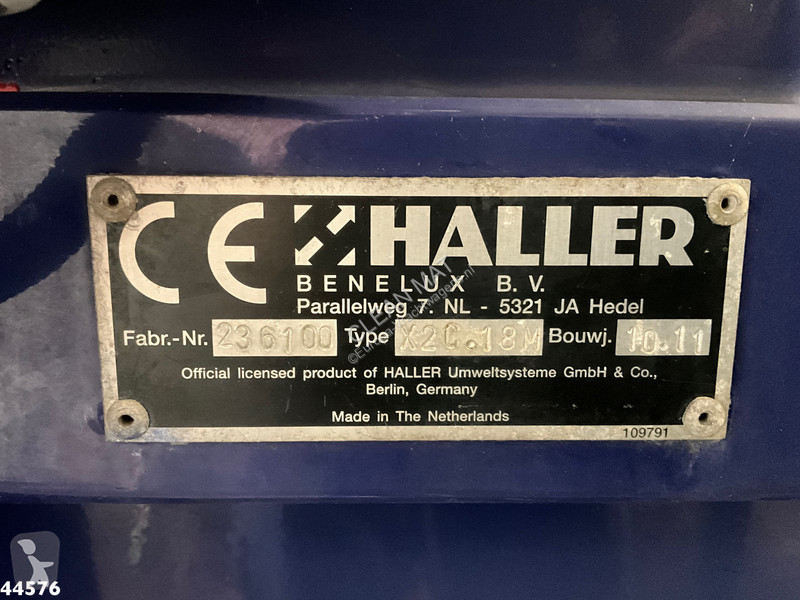 CE HALLER
BENELUX B.V.
Parallelweg 7. NL - 5321 JA Hedel
Fabr.-Nr. 236100 Type X2C.18M Bouwj. 10.11
Official licensed product of HALLER Umweltsysteme GmbH & Co.,
Berlin, Germany
Made in The Netherlands
109791
44576